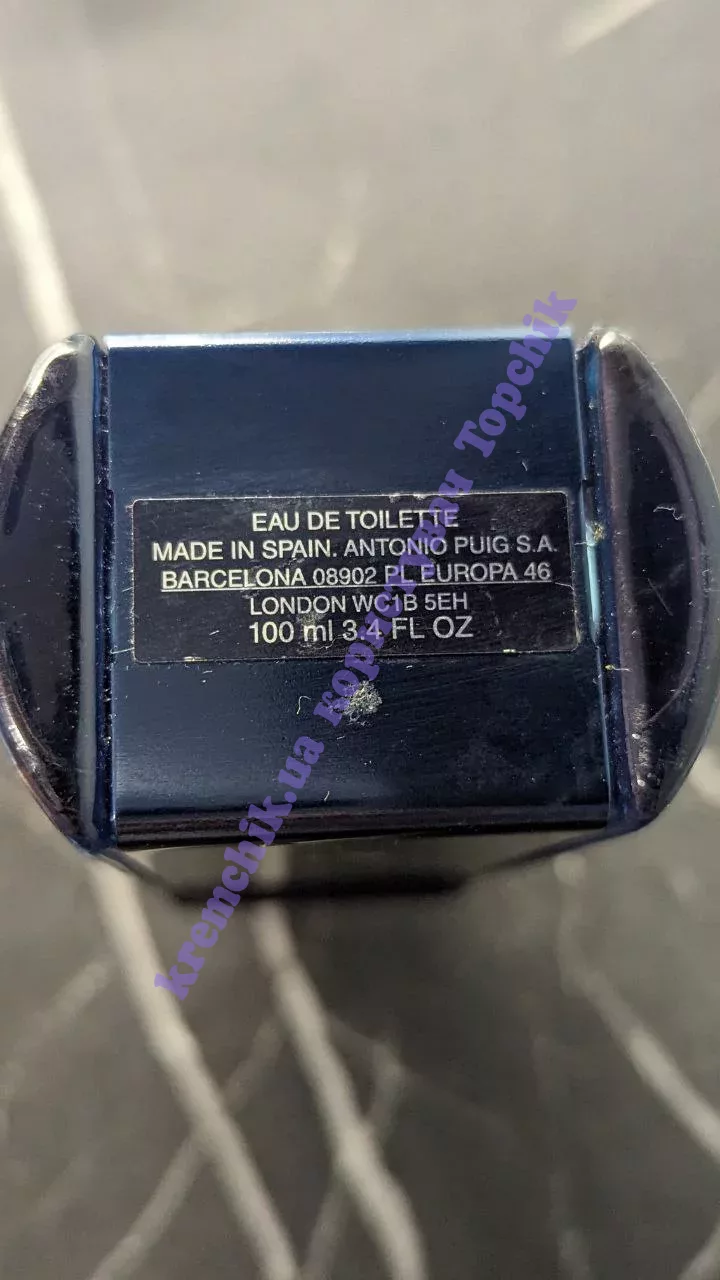 EAU DE TOILETTE
MADE IN SPAIN. ANTONIO PUIG S.A.
BARCELONA 08902 PL. EUROPA 46
LONDON WC1B 5EH
100 ml 3.4 FL OZ
kremchik.ua користувач Topchik